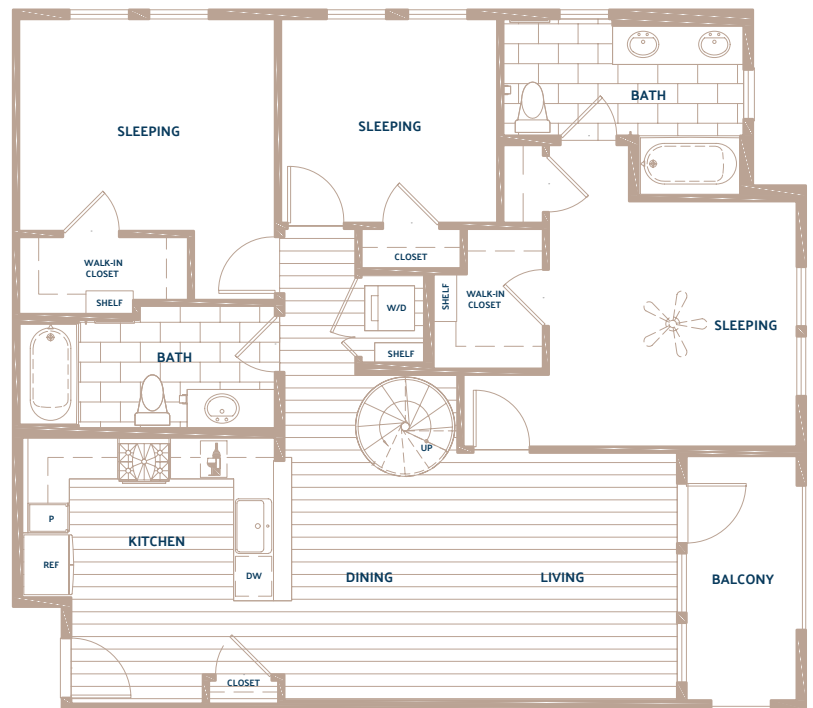 BATH
SLEEPING
SLEEPING
WALK-IN
CLOSET
SHELF
CLOSET
SHELF
WALK-IN
CLOSET
W/D
SHELF
SLEEPING
BATH
UP
P
REF
KITCHEN
DW
DINING
LIVING
BALCONY
CLOSET